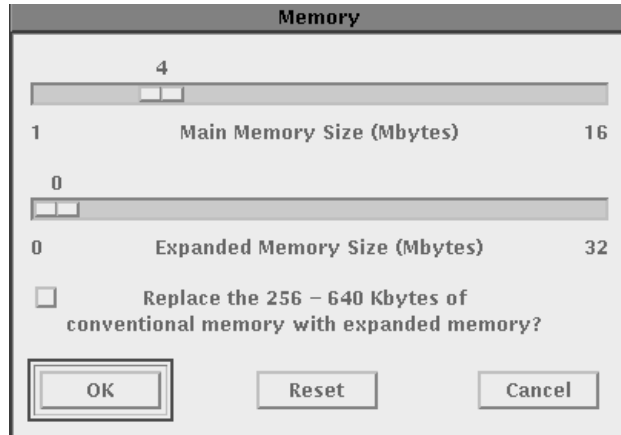 Memory
4
1 Main Memory Size (Mbytes) 16
0
0 Expanded Memory Size (Mbytes) 32
Replace the 256 – 640 Kbytes of
conventional memory with expanded memory?
OK Reset Cancel